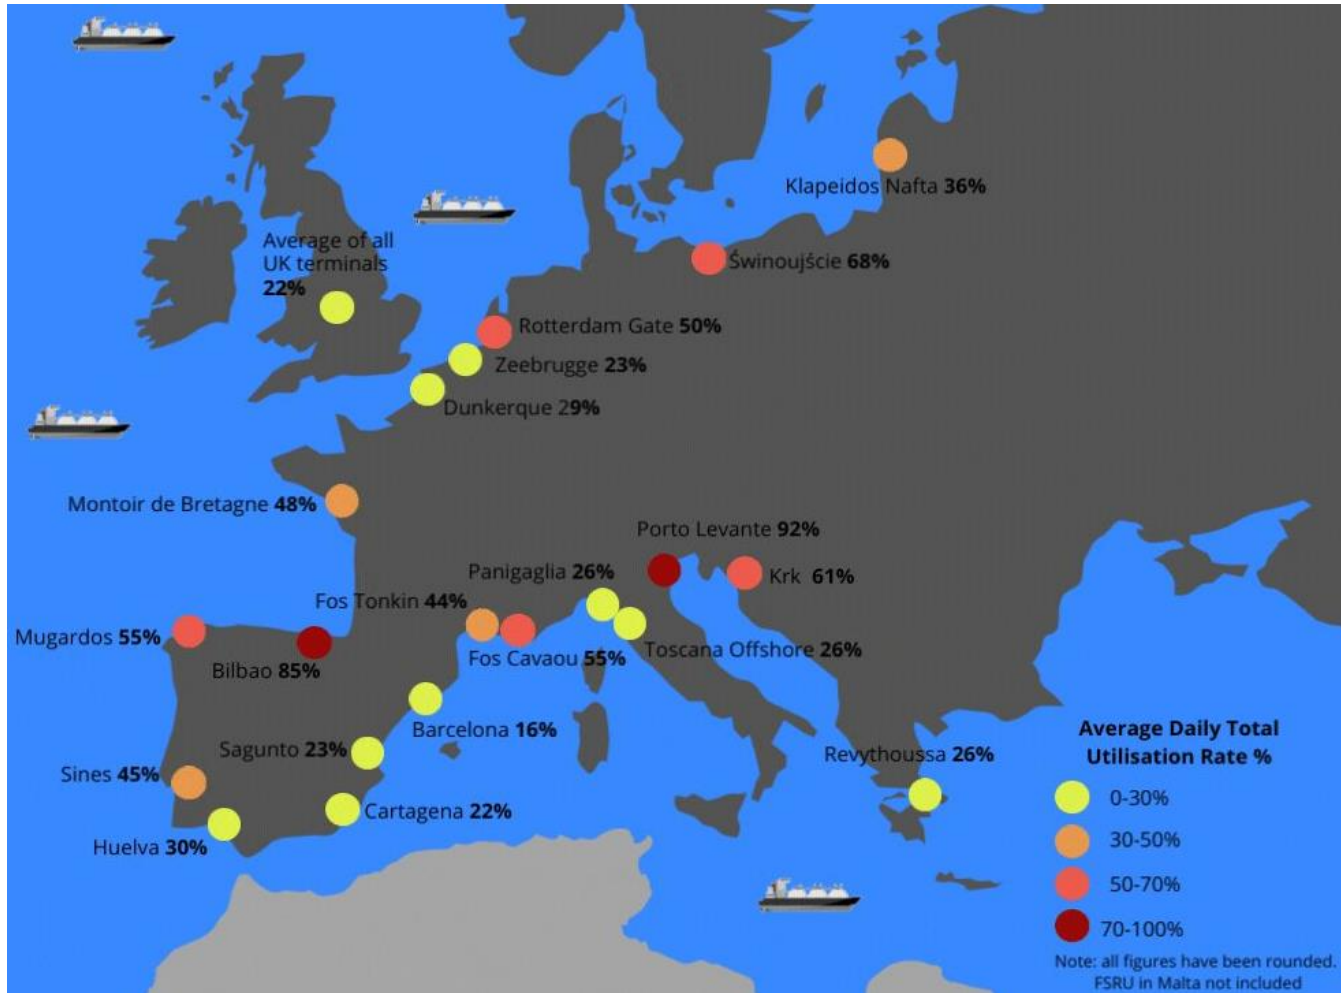 Klapeidos Nafta 36%
Average of all
UK terminals
22%
Świnoujście 68%
Rotterdam Gate 50%
Zeebrugge 23%
Dunkerque 29%
Montoir de Bretagne 48%
Porto Levante 92%
Panigaglia 26%
Krk 61%
Fos Tonkin 44%
Mugardos 55%
Bilbao 85%
Fos Cavaou 55%
Toscana Offshore 26%
Barcelona 16%
Sagunto 23%
Sines 45%
Cartagena 22%
Huelva 30%
Revythoussa 26%
Average Daily Total
Utilisation Rate %
0-30%
30-50%
50-70%
70-100%
Note: all figures have been rounded.
FSRU in Malta not included